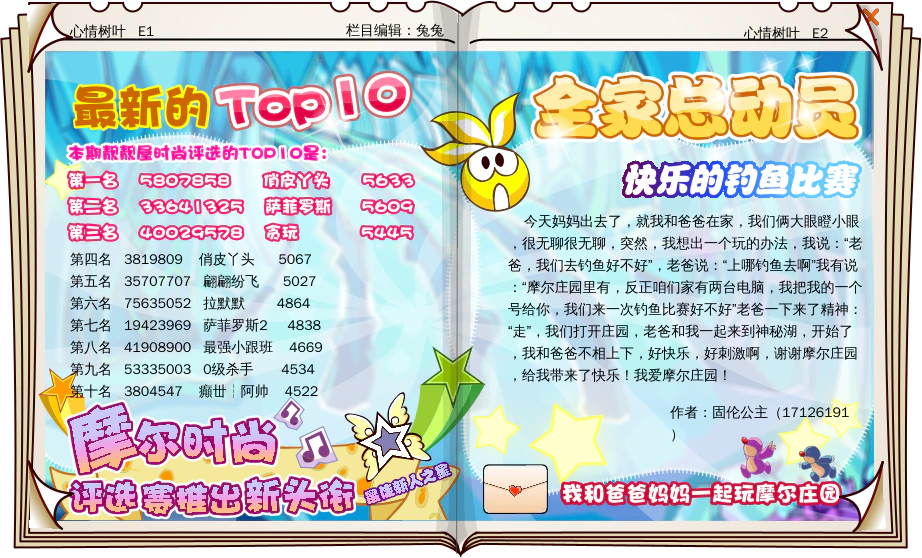 心情树叶 E1 栏目编辑：兔兔
最新的Top10
本期靓靓屋时尚评选的TOP10是：
第一名 5807858 俏皮丫头 5633
第二名 33641325 萨菲罗斯 5609
第三名 40029578 贪玩 5445
第四名 3819809 俏皮丫头 5067
第五名 35707707 翩翩纷飞 5027
第六名 75635052 拉默默 4864
第七名 19423969 萨菲罗斯2 4838
第八名 41908900 最强小跟班 4669
第九名 53335003 0级杀手 4534
第十名 3804547 癫丗┊阿帅 4522
摩尔时尚
评选赛推出新头衔
最佳新人之星
心情树叶 E2
全家总动员
快乐的钓鱼比赛
今天妈妈出去了，就我和爸爸在家，我们俩大眼瞪小眼
，很无聊很无聊，突然，我想出一个玩的办法，我说：“老
爸，我们去钓鱼好不好”，老爸说：“上哪钓鱼去啊”我有说
：“摩尔庄园里有，反正咱们家有两台电脑，我把我的一个
号给你，我们来一次钓鱼比赛好不好”老爸一下来了精神：
“走”，我们打开庄园，老爸和我一起来到神秘湖，开始了
，我和爸爸不相上下，好快乐，好刺激啊，谢谢摩尔庄园
，给我带来了快乐！我爱摩尔庄园！
作者：固伦公主（17126191
）
我和爸爸妈妈一起玩摩尔庄园